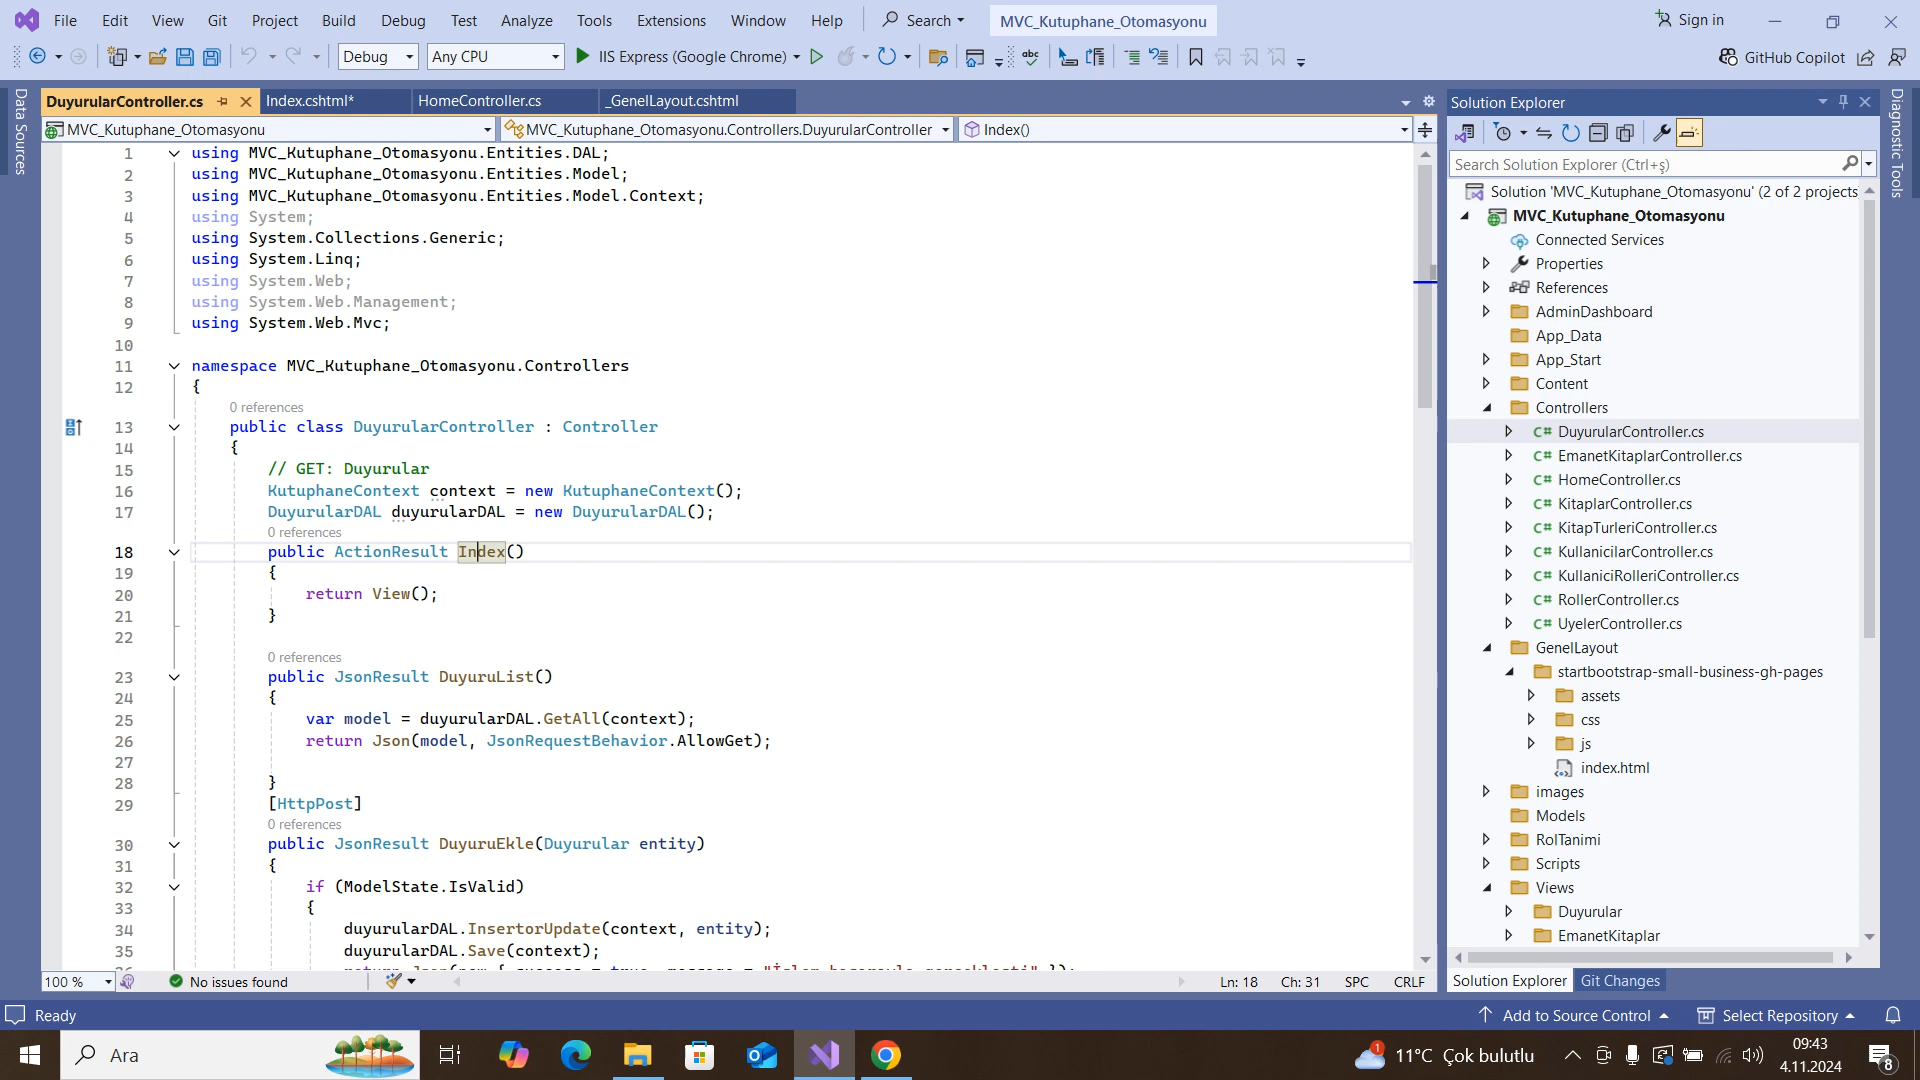 File Edit View Git Project Build Debug Test Analyze Tools Extensions Window Help Search MVC_Kutuphane_Otomasyonu Sign in
Debug Any CPU IIS Express (Google Chrome) GitHub Copilot
Data Sources
DuyurularController.cs Index.cshtml* HomeController.cs _GenelLayout.cshtml
MVC_Kutuphane_Otomasyonu MVC_Kutuphane_Otomasyonu.Controllers.DuyurularController Index()
1 using MVC_Kutuphane_Otomasyonu.Entities.DAL;
2 using MVC_Kutuphane_Otomasyonu.Entities.Model;
3 using MVC_Kutuphane_Otomasyonu.Entities.Model.Context;
4 using System;
5 using System.Collections.Generic;
6 using System.Linq;
7 using System.Web;
8 using System.Web.Management;
9 using System.Web.Mvc;
10
11 namespace MVC_Kutuphane_Otomasyonu.Controllers
12 {
0 references
13 public class DuyurularController : Controller
14 {
15 // GET: Duyurular
16 KutuphaneContext context = new KutuphaneContext();
17 DuyurularDAL duyurularDAL = new DuyurularDAL();
0 references
18 public ActionResult Index()
19 {
20 return View();
21 }
22
0 references
23 public JsonResult DuyuruList()
24 {
25 var model = duyurularDAL.GetAll(context);
26 return Json(model, JsonRequestBehavior.AllowGet);
27
28 }
29 [HttpPost]
0 references
30 public JsonResult DuyuruEkle(Duyurular entity)
31 {
32 if (ModelState.IsValid)
33 {
34 duyurularDAL.InsertorUpdate(context, entity);
35 duyurularDAL.Save(context);
100 % No issues found Ln: 18 Ch: 31 SPC CRLF
Solution Explorer
Search Solution Explorer (Ctrl+ş)
Solution 'MVC_Kutuphane_Otomasyonu' (2 of 2 projects
MVC_Kutuphane_Otomasyonu
Connected Services
Properties
References
AdminDashboard
App_Data
App_Start
Content
Controllers
C# DuyurularController.cs
C# EmanetKitaplarController.cs
C# HomeController.cs
C# KitaplarController.cs
C# KitapTurleriController.cs
C# KullanicilarController.cs
C# KullaniciRolleriController.cs
C# RollerController.cs
C# UyelerController.cs
GenelLayout
startbootstrap-small-business-gh-pages
assets
css
js
index.html
images
Models
RolTanimi
Scripts
Views
Duyurular
EmanetKitaplar
Solution Explorer Git Changes
Diagnostic Tools
Ready Add to Source Control Select Repository
Ara 1 11°C Çok bulutlu 09:43
4.11.2024 8